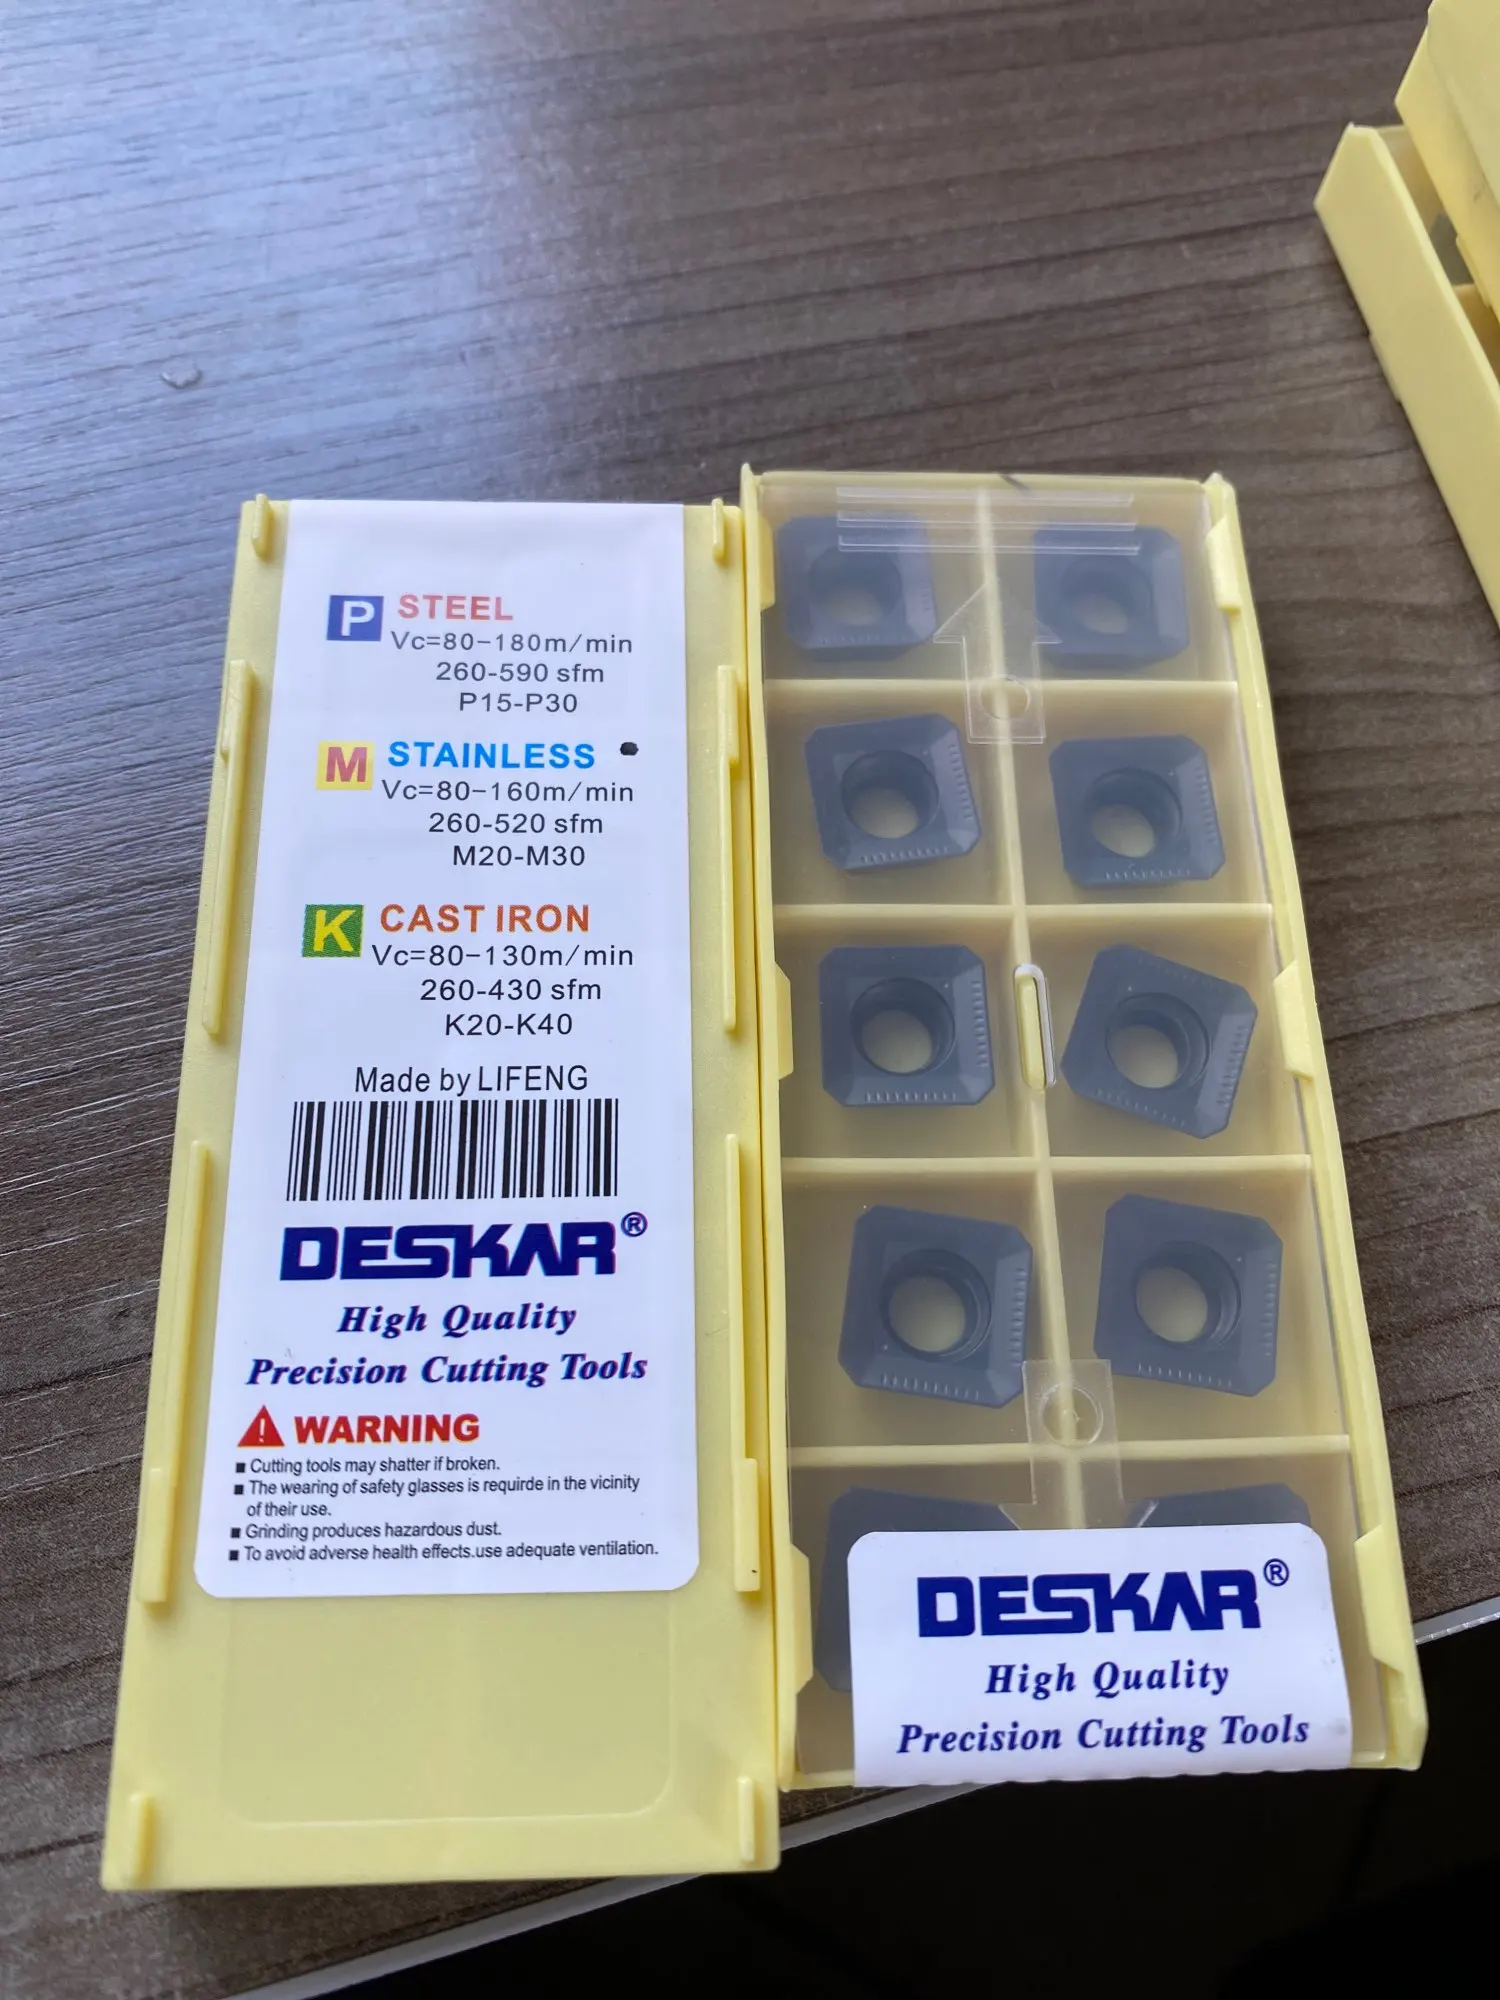 P STEEL
Vc=80-180m/min
260-590 sfm
P15-P30
M STAINLESS
Vc=80-160m/min
260-520 sfm
M20-M30
K CAST IRON
Vc=80-130m/min
260-430 sfm
K20-K40
Made by LIFENG
DESKAR®
High Quality
Precision Cutting Tools
WARNING
■ Cutting tools may shatter if broken.
■ The wearing of safety glasses is requirde in the vicinity
of their use.
■ Grinding produces hazardous dust.
■ To avoid adverse health effects.use adequate ventilation.
DESKAR®
High Quality
Precision Cutting Tools